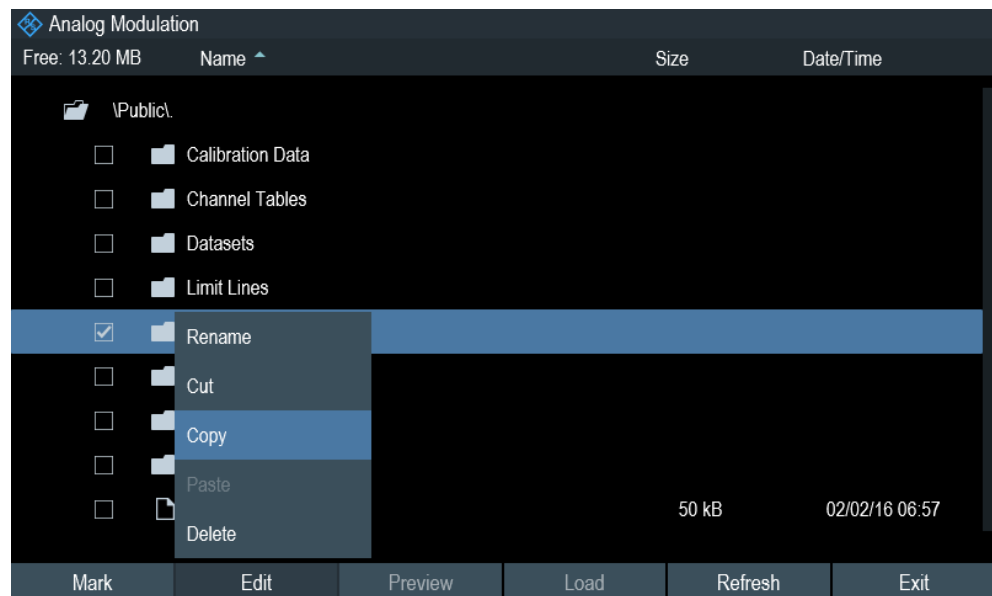 Analog Modulation
Free: 13.20 MB Name Size Date/Time
\Public\.
Calibration Data
Channel Tables
Datasets
Limit Lines
Rename
Cut
Copy
Paste
50 kB 02/02/16 06:57
Delete
Mark Edit Preview Load Refresh Exit